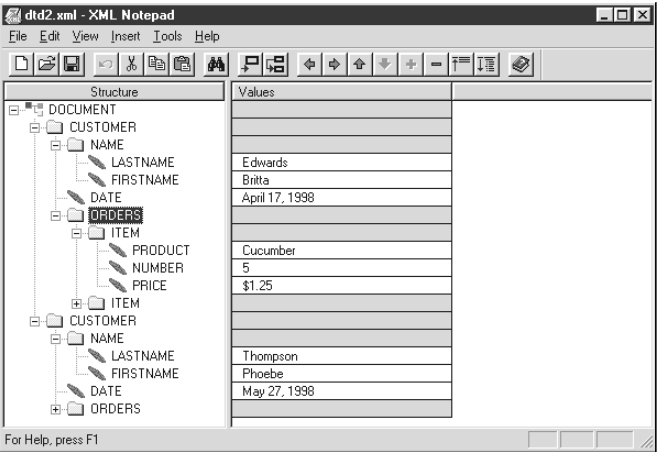 dtd2.xml - XML Notepad
File Edit View Insert Tools Help
Structure Values
DOCUMENT
CUSTOMER
NAME
LASTNAME Edwards
FIRSTNAME Britta
DATE April 17, 1998
ORDERS
ITEM
PRODUCT Cucumber
NUMBER 5
PRICE $1.25
ITEM
CUSTOMER
NAME
LASTNAME Thompson
FIRSTNAME Phoebe
DATE May 27, 1998
ORDERS
For Help, press F1